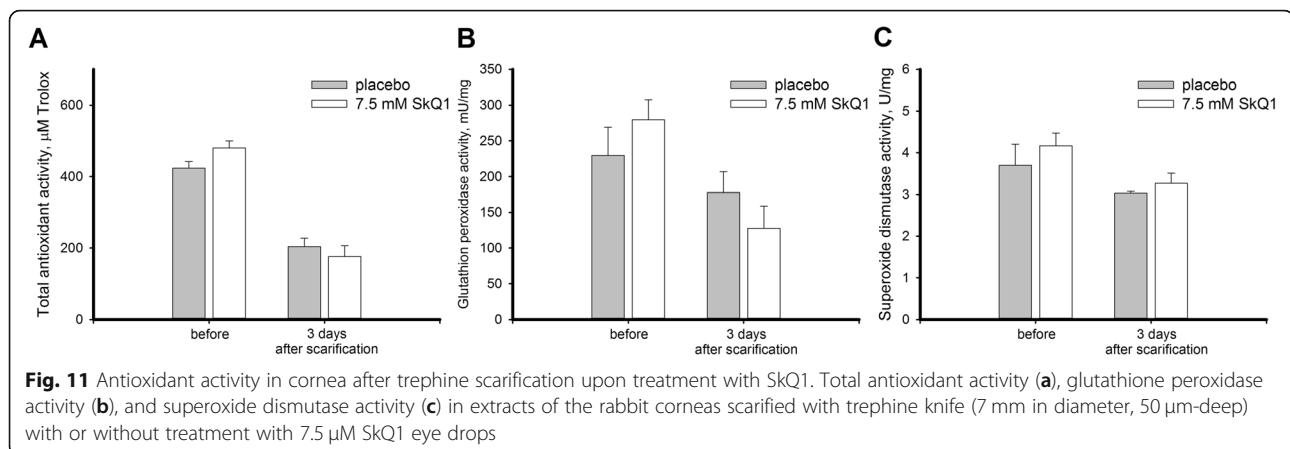 A
Total antioxidant activity, μM Trolox
600
400
200
0
placebo
7.5 mM SkQ1
before
3 days
after scarification
B
Glutathion peroxidase activity, mU/mg
350
300
250
200
150
100
50
0
placebo
7.5 mM SkQ1
before
3 days
after scarification
C
Superoxide dismutase activity, U/mg
6
5
4
3
2
1
0
placebo
7.5 mM SkQ1
before
3 days
after scarification
Fig. 11 Antioxidant activity in cornea after trephine scarification upon treatment with SkQ1. Total antioxidant activity (a), glutathione peroxidase
activity (b), and superoxide dismutase activity (c) in extracts of the rabbit corneas scarified with trephine knife (7 mm in diameter, 50 μm-deep)
with or without treatment with 7.5 μM SkQ1 eye drops